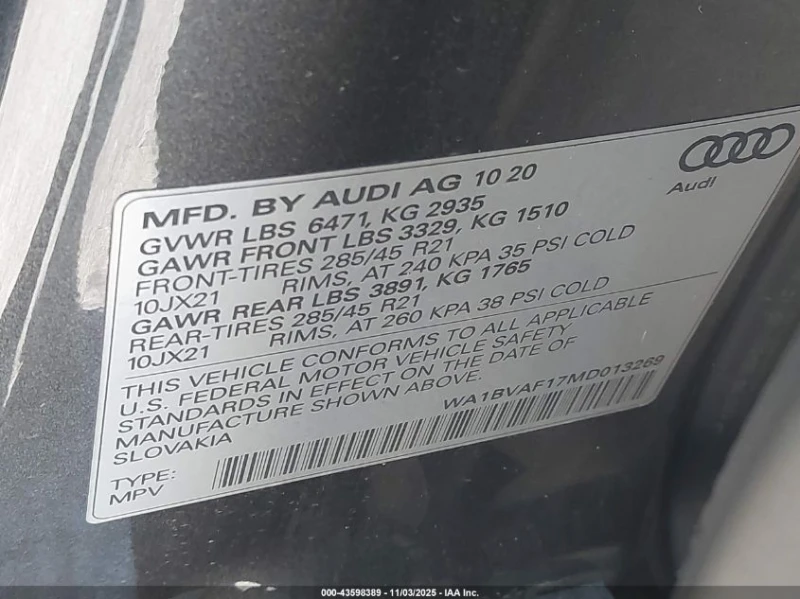 Audi
MFD. BY AUDI AG 10 20
GVWR LBS 6471, KG 2935
GAWR FRONT LBS 3329, KG 1510
FRONT-TIRES 285/45 R21
10JX21 RIMS, AT 240 KPA 35 PSI COLD
GAWR REAR LBS 3891, KG 1765
REAR-TIRES 285/45 R21
10JX21 RIMS, AT 260 KPA 38 PSI COLD
THIS VEHICLE CONFORMS TO ALL APPLICABLE
U.S. FEDERAL MOTOR VEHICLE SAFETY
STANDARDS IN EFFECT ON THE DATE OF
MANUFACTURE SHOWN ABOVE.
SLOVAKIA
WA1BVAF17MD013269
TYPE:
MPV
000-43598389 - 11/03/2025 - IAA Inc.